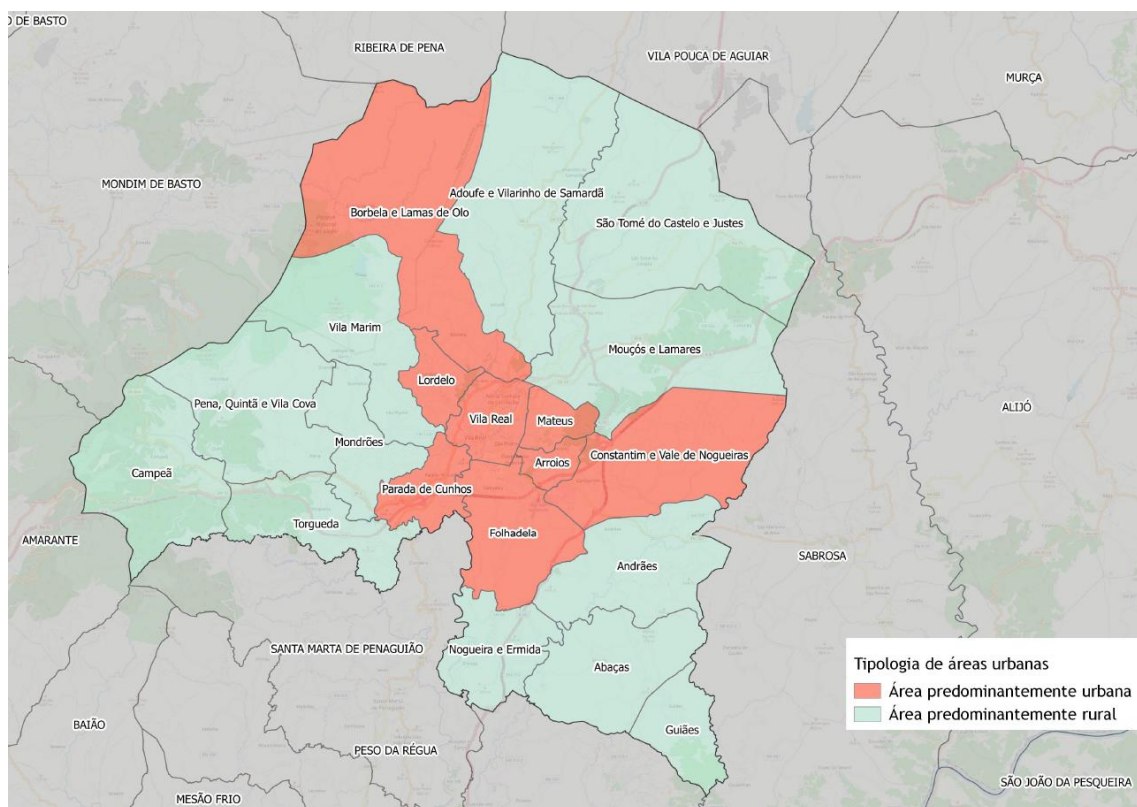 O DE BASTO
RIBEIRA DE PENA
VILA POUCA DE AGUIAR
MURÇA
MONDIM DE BASTO
Adoufe e Vilarinho de Samardã
Borbela e Lamas de Olo
São Tomé do Castelo e Justes
Vila Marim
Mouçós e Lamares
Lordelo
Pena, Quintã e Vila Cova
Vila Real
Mateus
ALIJÓ
Mondrões
Constantim e Vale de Nogueiras
Arroios
Campeã
Parada de Cunhos
Torgueda
Folhadela
AMARANTE
SABROSA
Andrães
SANTA MARTA DE PENAGUIÃO
Nogueira e Ermida
Abaças
Tipologia de áreas urbanas
Área predominantemente urbana
Área predominantemente rural
BAIÃO
Guiães
PESO DA RÉGUA
SÃO JOÃO DA PESQUEIRA
MESÃO FRIO